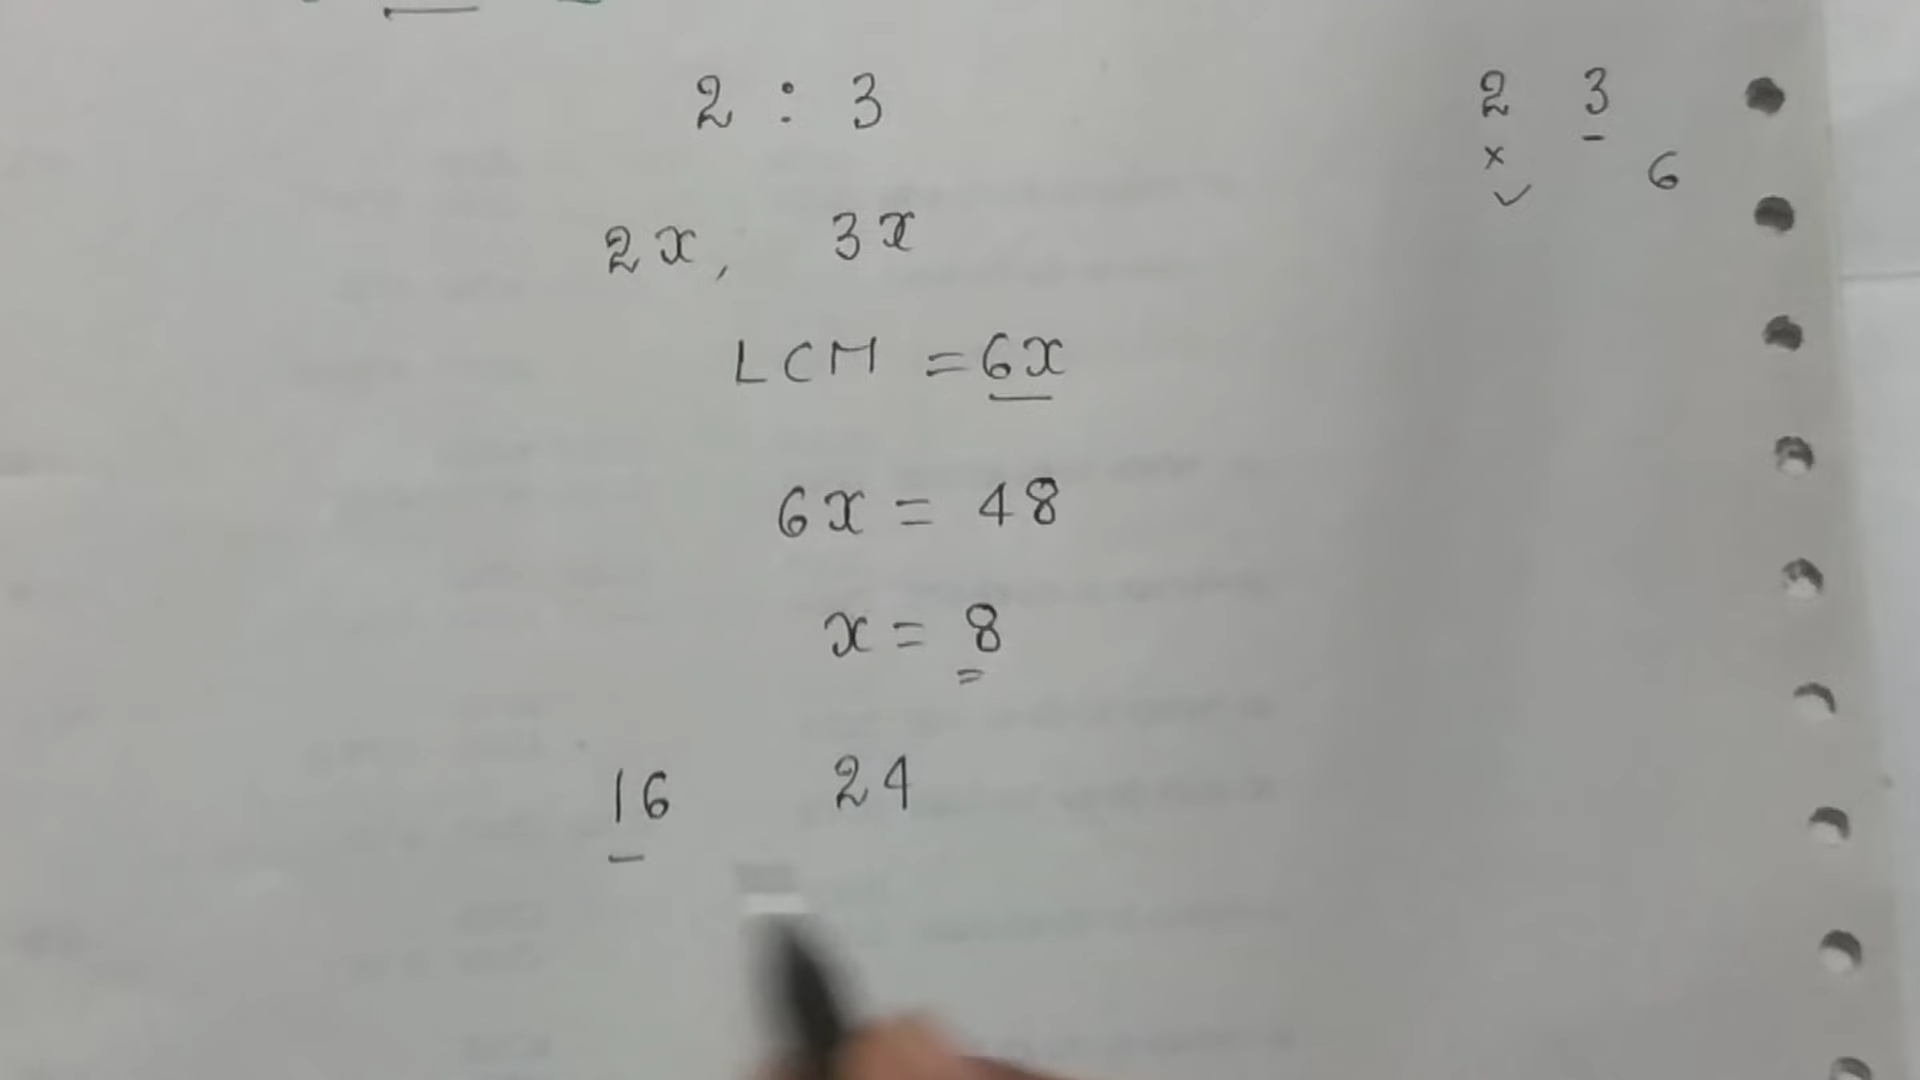 2 : 3
2x, 3x
LCM = 6x
6x = 48
x = 8
16 24
2 3
×
6